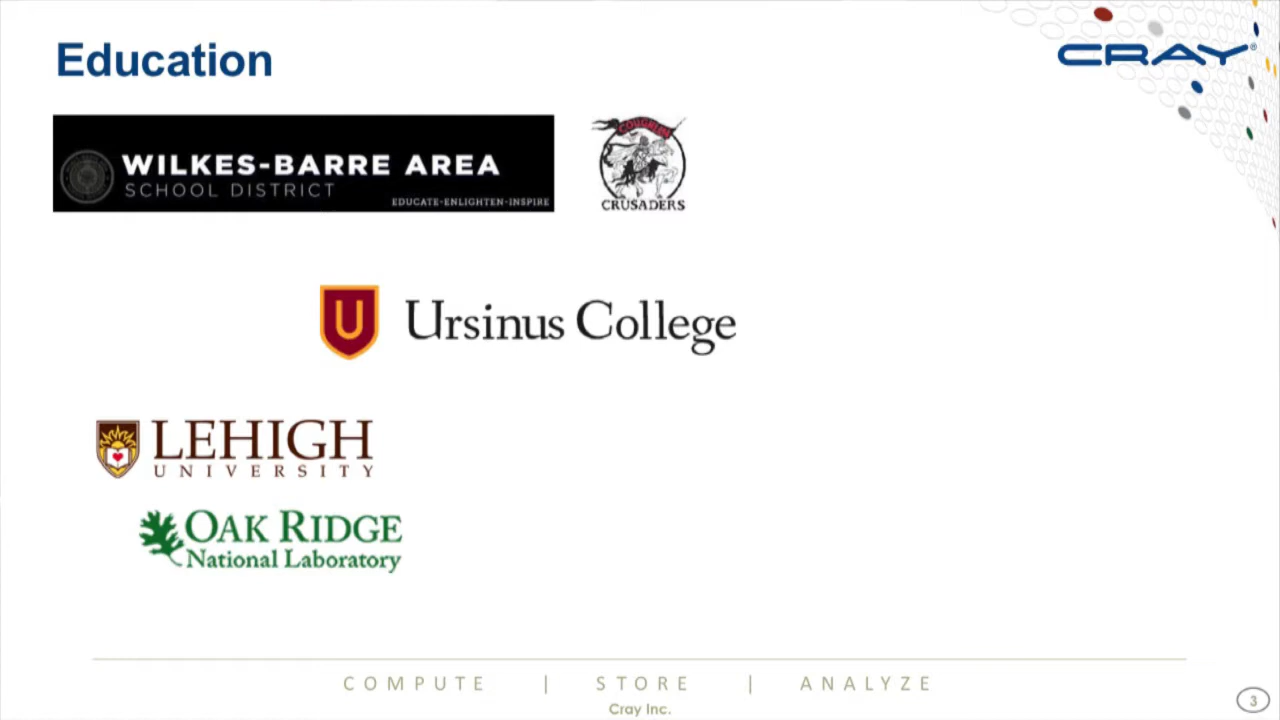 Education
CRAY®
WILKES-BARRE AREA
SCHOOL DISTRICT
EDUCATE-ENLIGHTEN-INSPIRE
COUGHLIN
CRUSADERS
U
Ursinus College
LEHIGH
UNIVERSITY
OAK RIDGE
National Laboratory
COMPUTE | STORE | ANALYZE
Cray Inc.
3